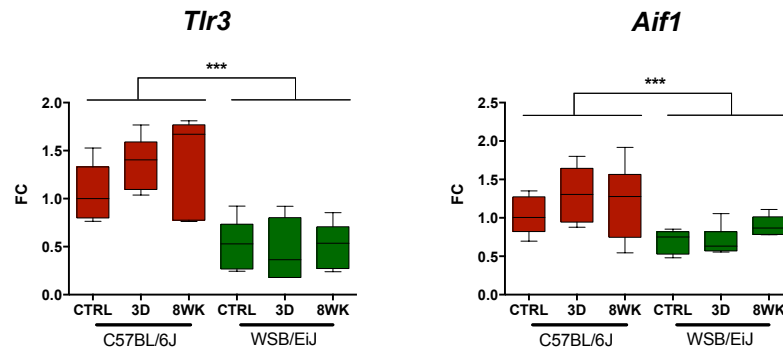 Tlr3
***
2.0
1.5
1.0
0.5
0.0
FC
CTRL 3D 8WK CTRL 3D 8WK
C57BL/6J WSB/EiJ
Aif1
***
2.5
2.0
1.5
1.0
0.5
0.0
FC
CTRL 3D 8WK CTRL 3D 8WK
C57BL/6J WSB/EiJ